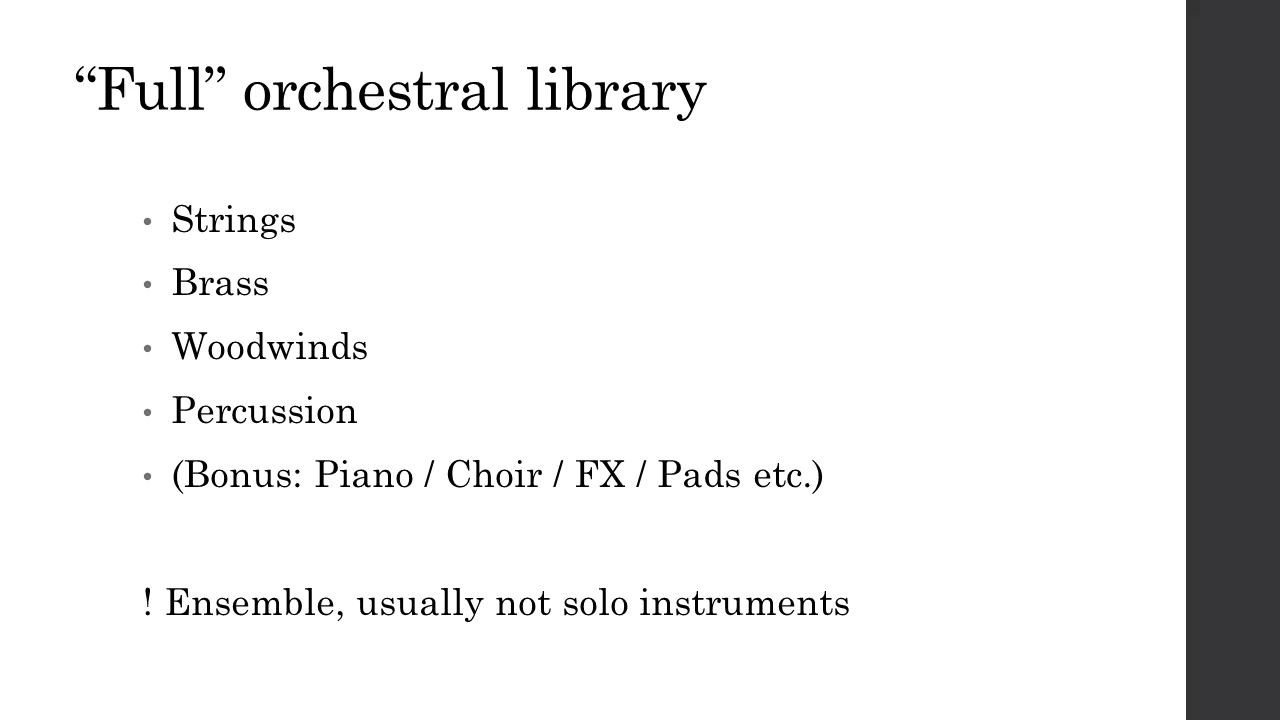 “Full” orchestral library
• Strings
• Brass
• Woodwinds
• Percussion
• (Bonus: Piano / Choir / FX / Pads etc.)
! Ensemble, usually not solo instruments